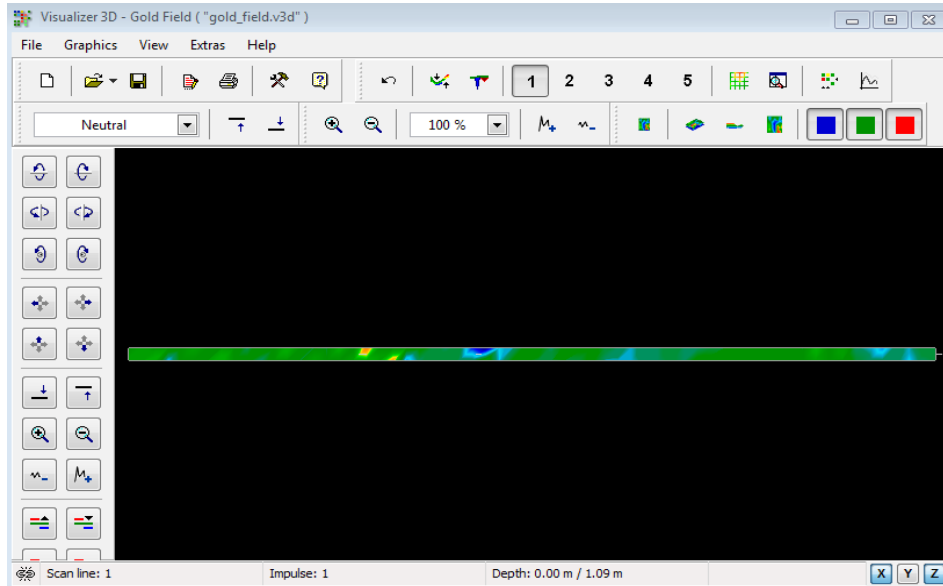 Visualizer 3D - Gold Field ( "gold_field.v3d" )
File Graphics View Extras Help
1 2 3 4 5
Neutral 100 %
Scan line: 1 Impulse: 1 Depth: 0.00 m / 1.09 m X Y Z